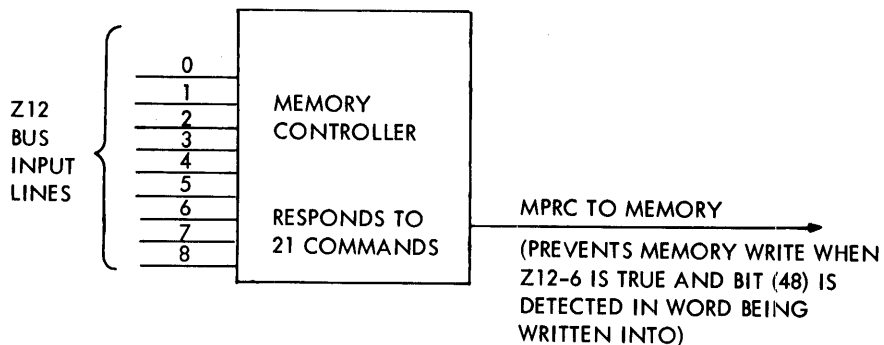 Z12
BUS
INPUT
LINES
0
1
2
3
4
5
6
7
8
MEMORY
CONTROLLER
RESPONDS TO
21 COMMANDS
MPRC TO MEMORY
(PREVENTS MEMORY WRITE WHEN
Z12-6 IS TRUE AND BIT (48) IS
DETECTED IN WORD BEING
WRITTEN INTO)